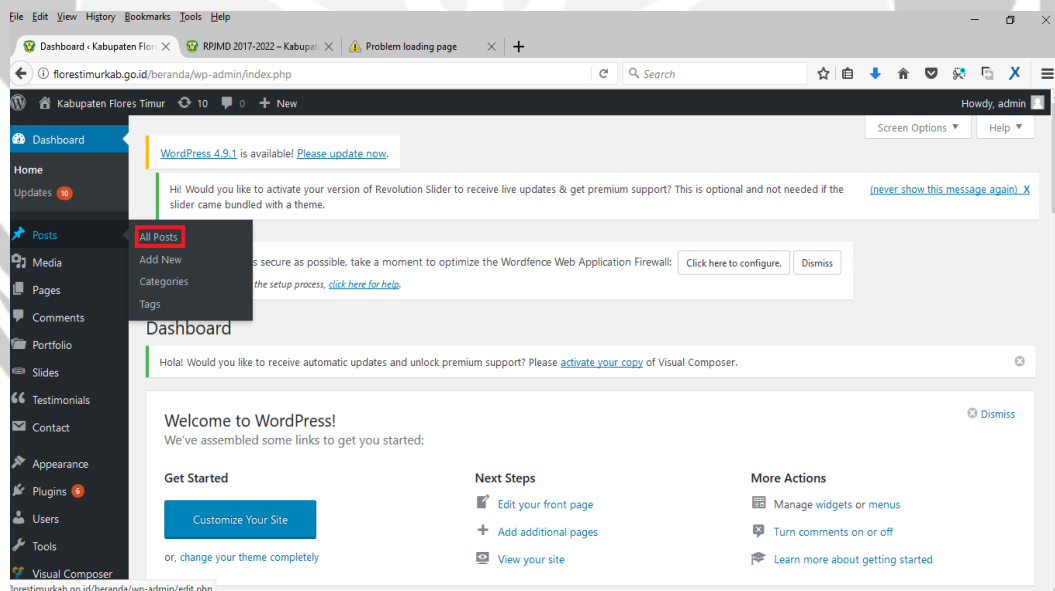 File Edit View History Bookmarks Tools Help
Dashboard ‹ Kabupaten Flor
RPJMD 2017-2022 – Kabupat
Problem loading page
florestimurkab.go.id/beranda/wp-admin/index.php
Search
Kabupaten Flores Timur 10 0 + New
Howdy, admin
Screen Options
Help
Dashboard
Home
Updates 10
Posts
All Posts
Add New
Categories
Tags
Media
Pages
Comments
Portfolio
Slides
Testimonials
Contact
Appearance
Plugins 6
Users
Tools
Visual Composer
WordPress 4.9.1 is available! Please update now.
Hi! Would you like to activate your version of Revolution Slider to receive live updates & get premium support? This is optional and not needed if the
slider came bundled with a theme.
(never show this message again) X
s secure as possible, take a moment to optimize the Wordfence Web Application Firewall:
Click here to configure.
Dismiss
the setup process, click here for help.
Dashboard
Hola! Would you like to receive automatic updates and unlock premium support? Please activate your copy of Visual Composer.
Welcome to WordPress!
Dismiss
We've assembled some links to get you started:
Get Started
Customize Your Site
or, change your theme completely
Next Steps
Edit your front page
Add additional pages
View your site
More Actions
Manage widgets or menus
Turn comments on or off
Learn more about getting started
florestimurkab.go.id/beranda/wp-admin/edit.php